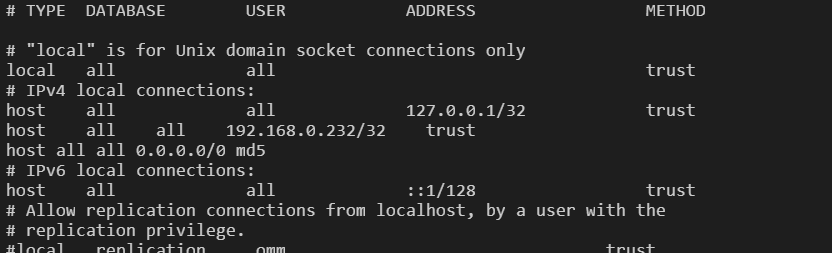 # TYPE  DATABASE        USER            ADDRESS                 METHOD

# "local" is for Unix domain socket connections only
local   all             all                                     trust
# IPv4 local connections:
host    all             all             127.0.0.1/32            trust
host    all    all    192.168.0.232/32    trust
host all all 0.0.0.0/0 md5
# IPv6 local connections:
host    all             all             ::1/128                 trust
# Allow replication connections from localhost, by a user with the
# replication privilege.
#local   replication     omm                                trust